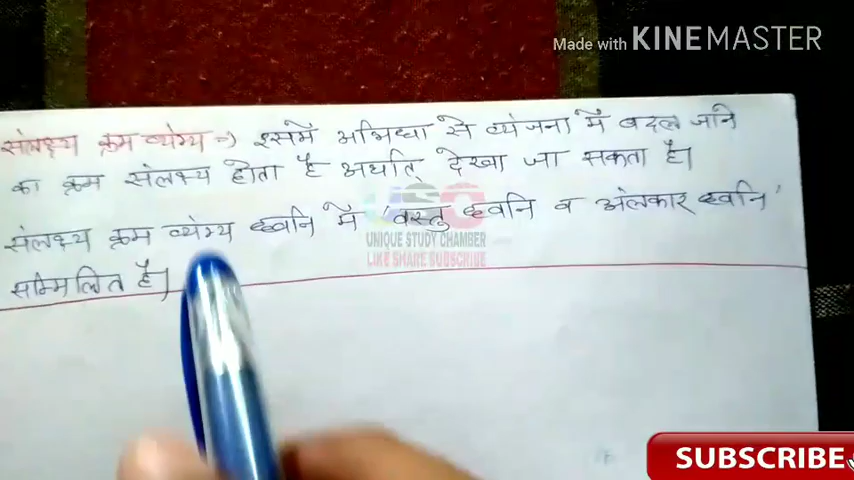 Made with KINEMASTER
संलक्ष्य क्रम व्यंग्य => इसमें अभिधा से व्यंजना में बदल जाने
का क्रम संलक्ष्य होता है अर्थात् देखा जा सकता है।
संलक्ष्य क्रम व्यंग्य ध्वनि में 'वस्तु ध्वनि व अलंकार ध्वनि'
सम्मिलित है।
USC
UNIQUE STUDY CHAMBER
LIKE SHARE SUBSCRIBE
SUBSCRIBE